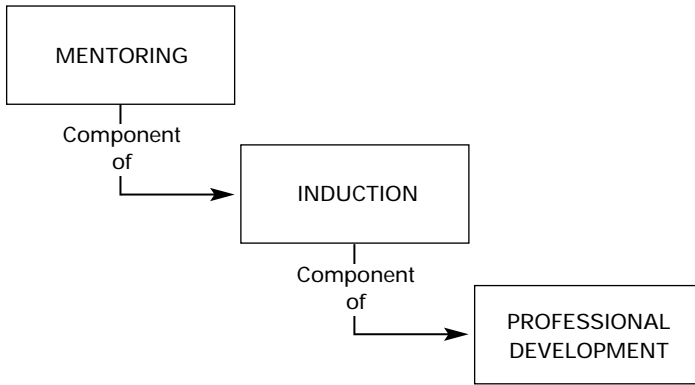 MENTORING
Component
of
INDUCTION
Component
of
PROFESSIONAL
DEVELOPMENT